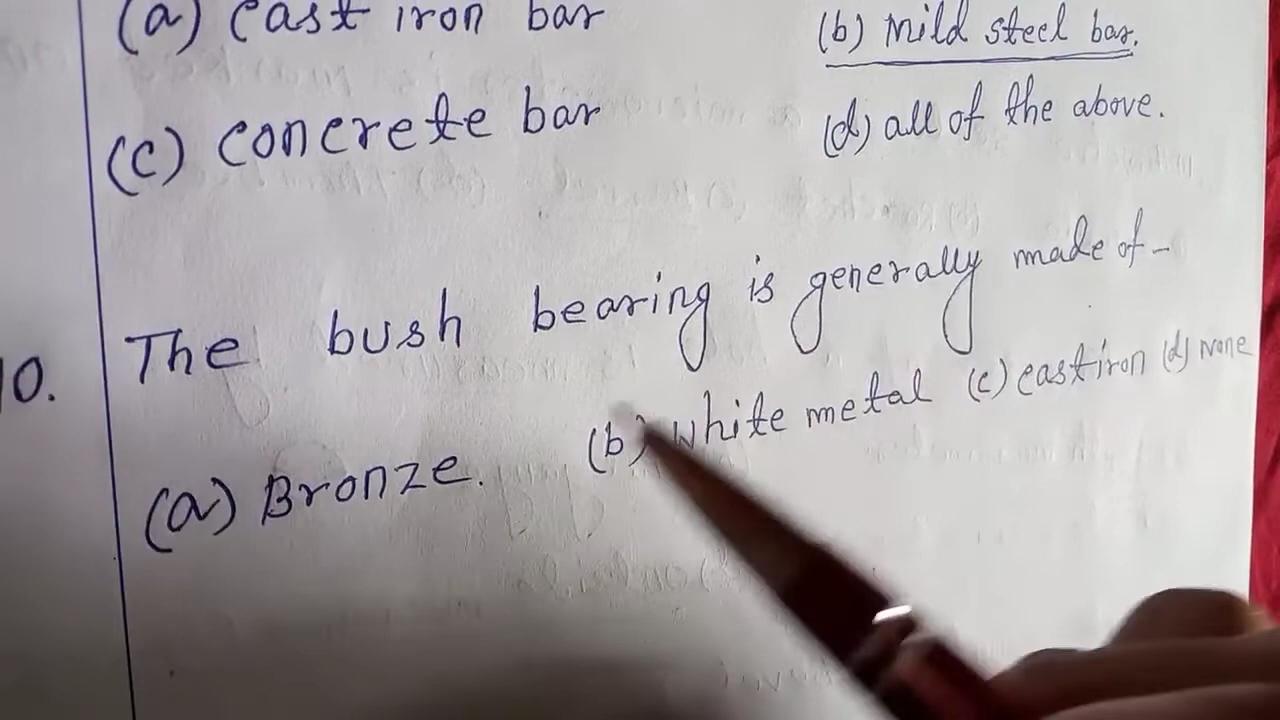 (a) cast iron bar (b) mild steel bar.
(c) concrete bar (d) all of the above.
10. The bush bearing is generally made of-
(a) Bronze. (b) white metal (c) cast iron (d) None